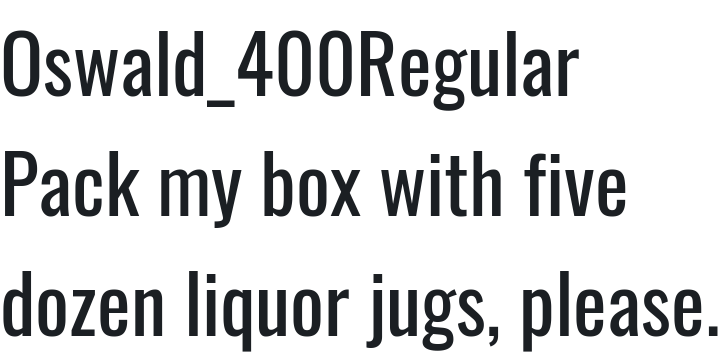 Oswald_400Regular
Pack my box with five
dozen liquor jugs, please.